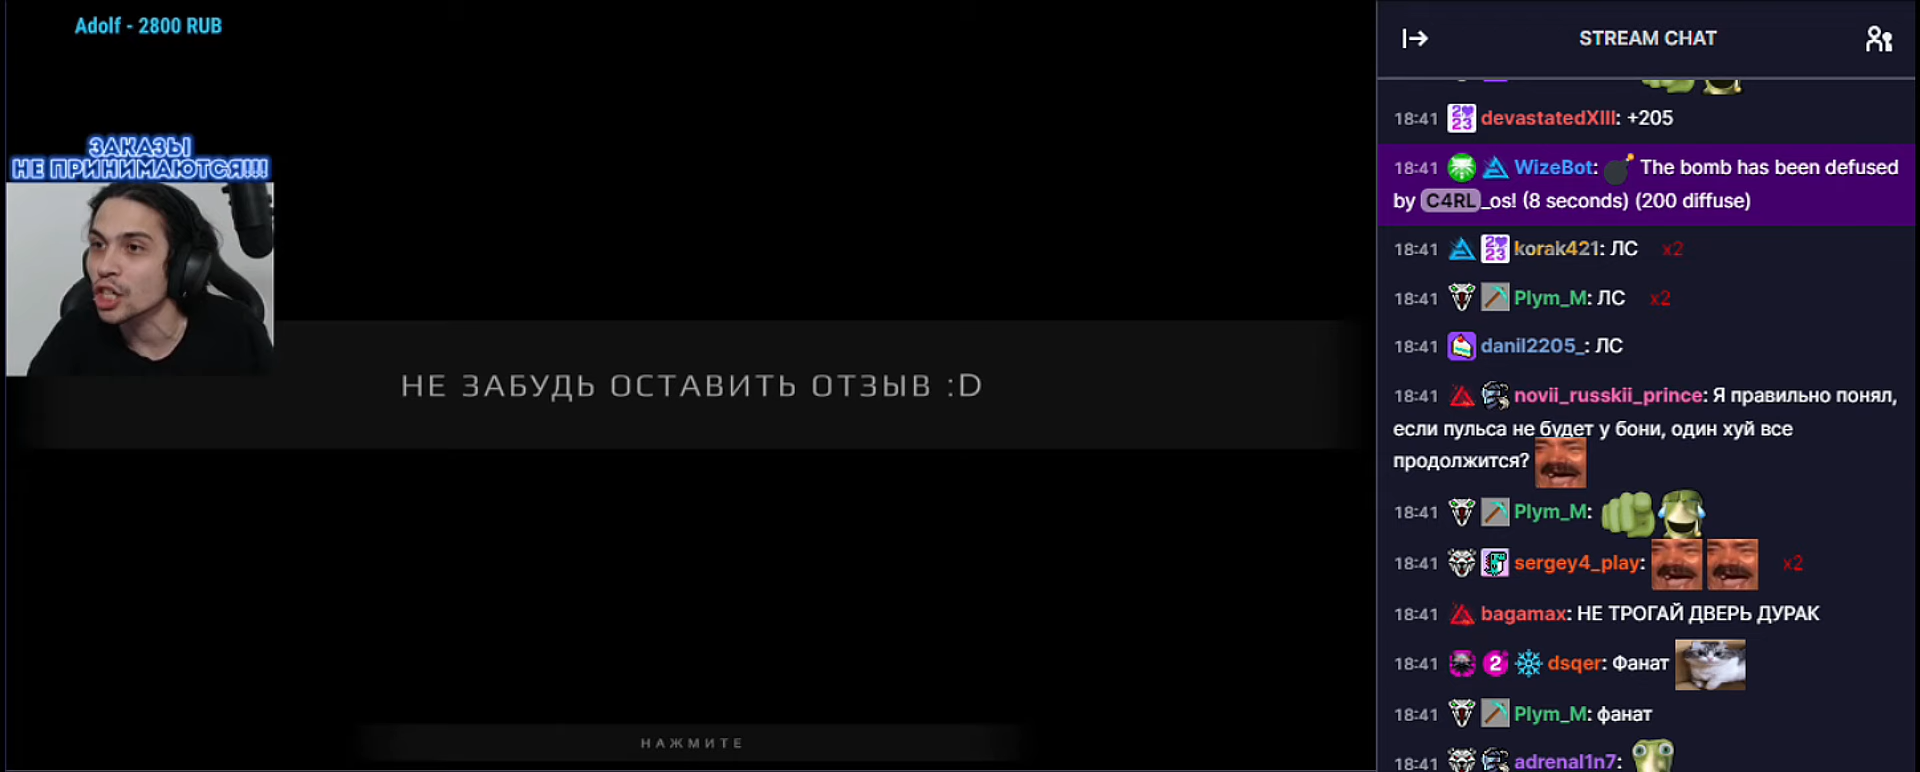 Adolf - 2800 RUB
ЗАКАЗЫ
НЕ ПРИНИМАЮТСЯ!!!
НЕ ЗАБУДЬ ОСТАВИТЬ ОТЗЫВ :D
НАЖМИТЕ
STREAM CHAT
18:41 2023 devastatedXIII: +205
18:41 WizeBot: The bomb has been defused
by C4RL_os! (8 seconds) (200 diffuse)
18:41 2023 korak421: ЛС x2
18:41 Plym_M: ЛС x2
18:41 danil2205_: ЛС
18:41 novii_russkii_prince: Я правильно понял,
если пульса не будет у бони, один хуй все
продолжится?
18:41 Plym_M:
18:41 sergey4_play: x2
18:41 bagamax: НЕ ТРОГАЙ ДВЕРЬ ДУРАК
18:41 2 dsqer: Фанат
18:41 Plym_M: фанат
18:41 adrenal1n7: